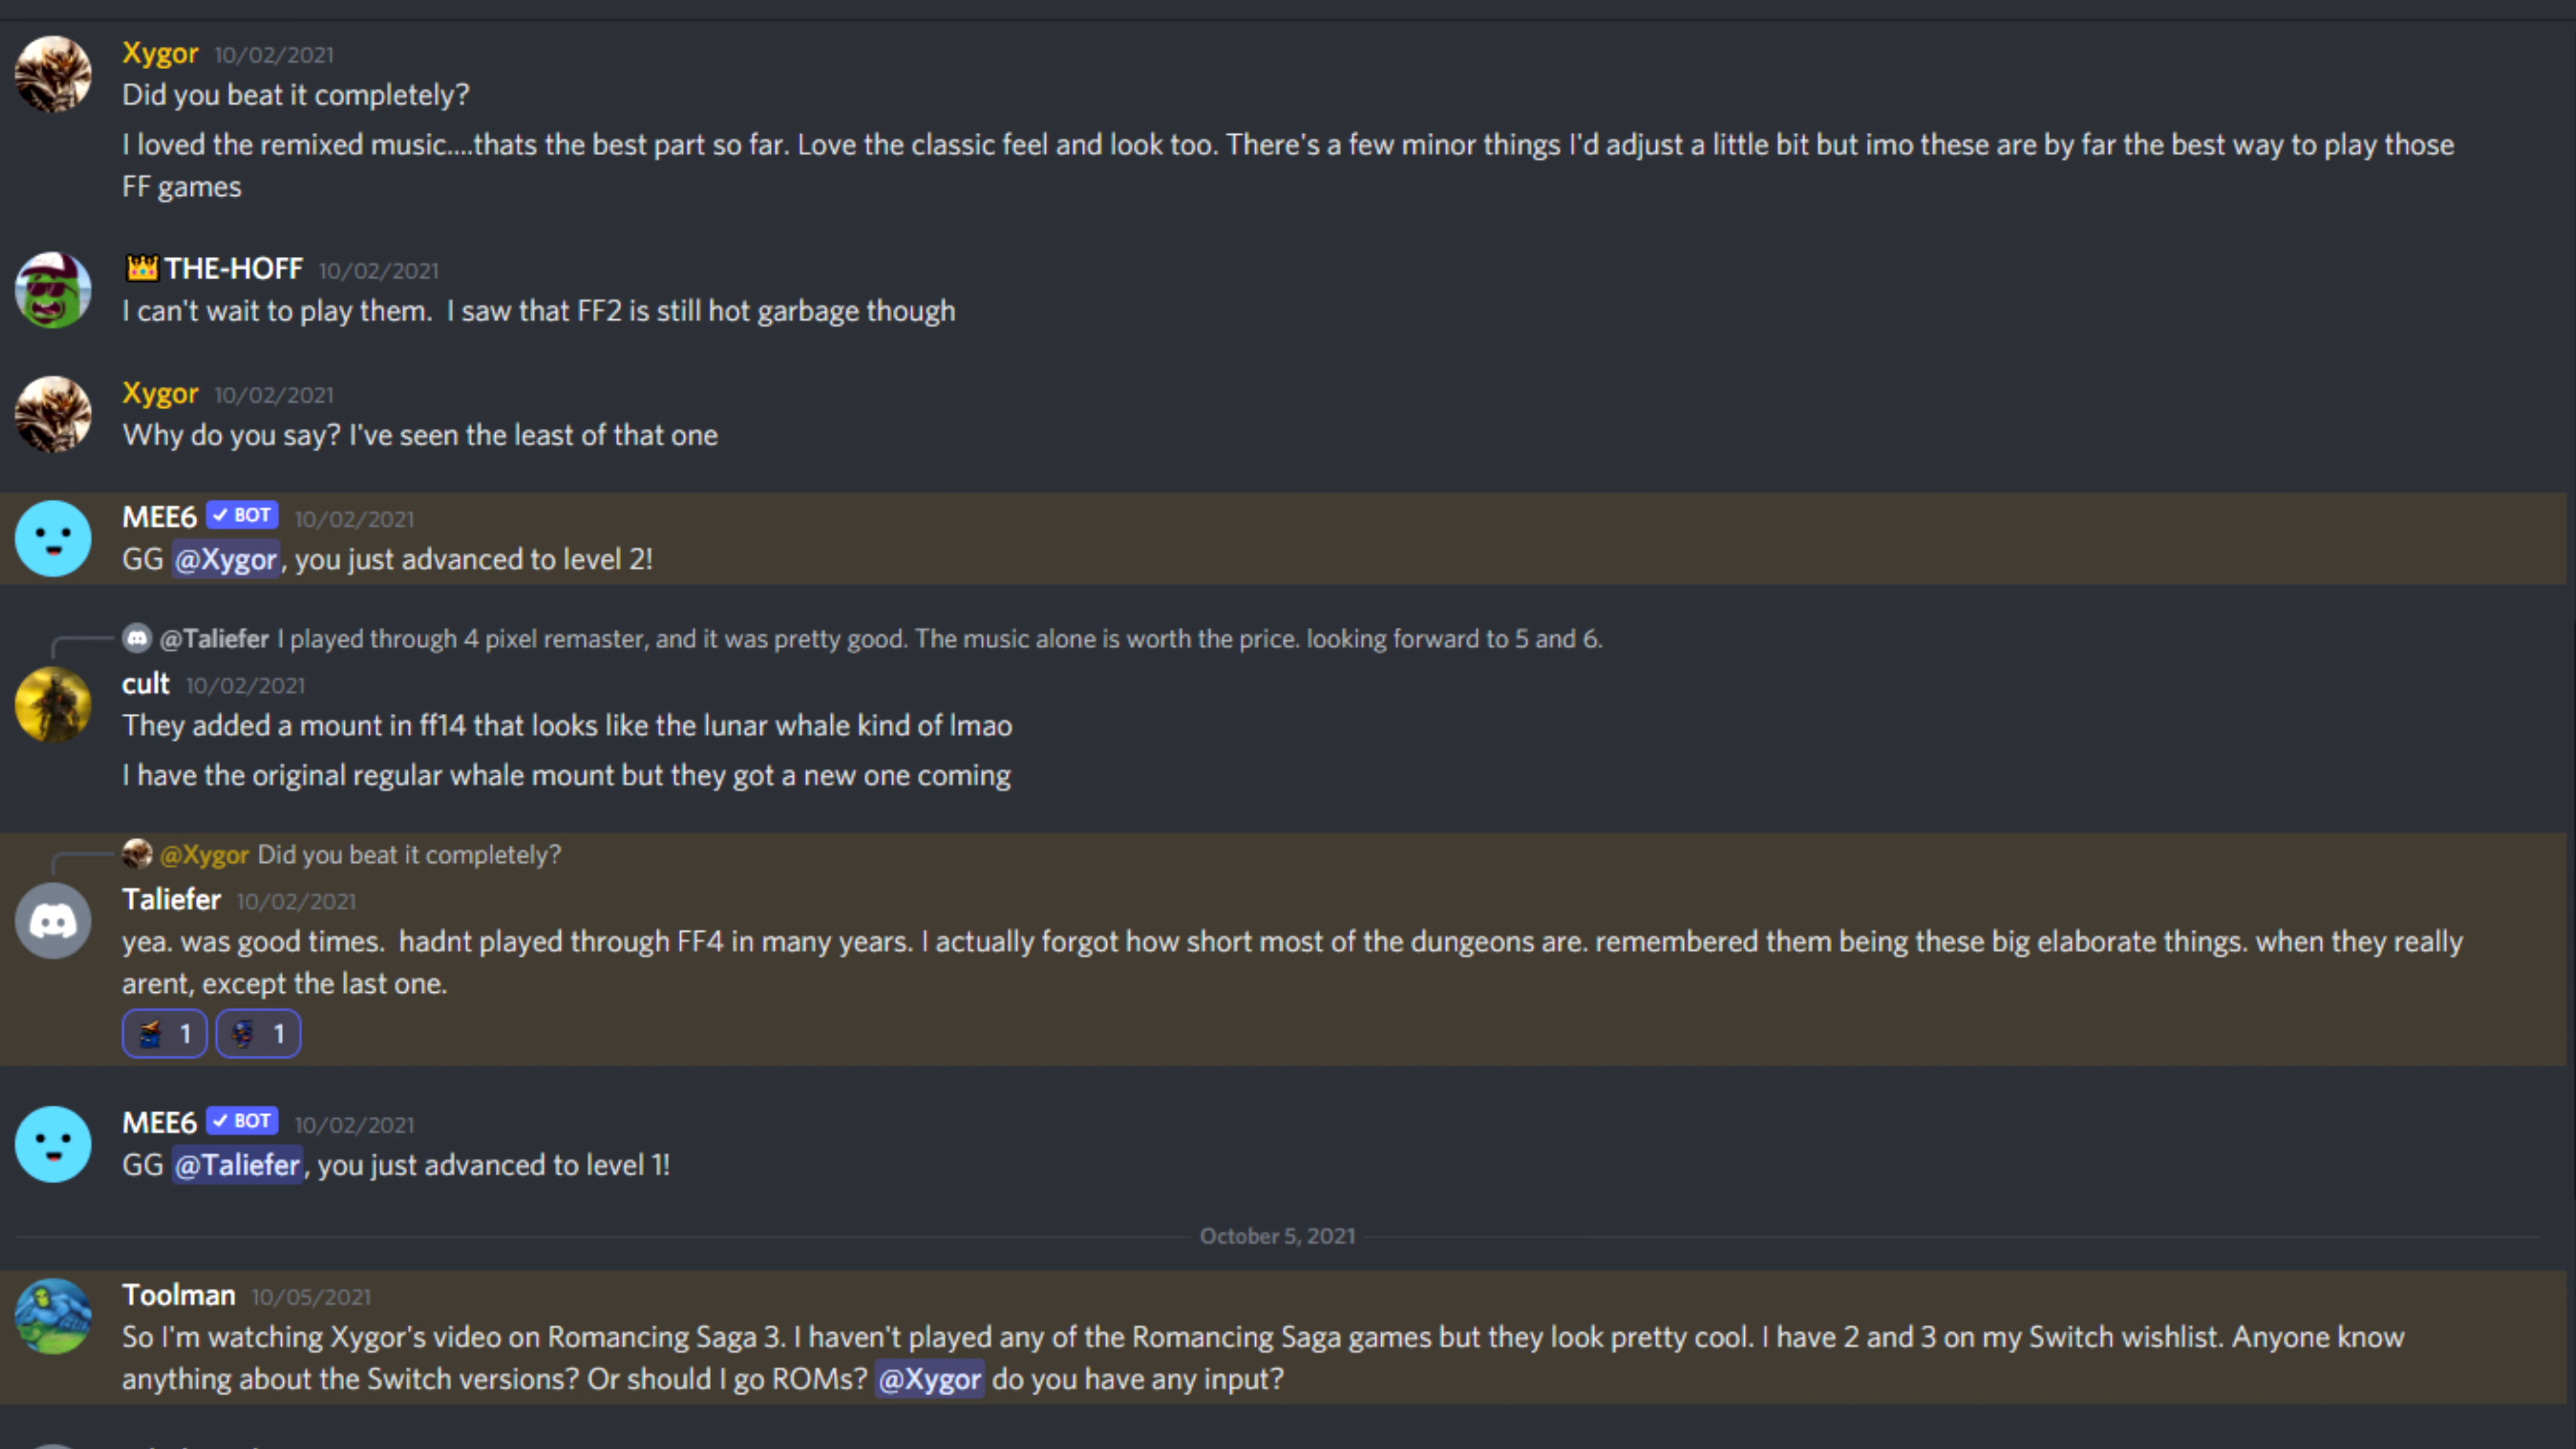 Xygor 10/02/2021
Did you beat it completely?
I loved the remixed music....thats the best part so far. Love the classic feel and look too. There's a few minor things I'd adjust a little bit but imo these are by far the best way to play those
FF games
THE-HOFF 10/02/2021
I can't wait to play them.  I saw that FF2 is still hot garbage though
Xygor 10/02/2021
Why do you say? I've seen the least of that one
MEE6 ✓ BOT 10/02/2021
GG @Xygor, you just advanced to level 2!
@Taliefer I played through 4 pixel remaster, and it was pretty good. The music alone is worth the price. looking forward to 5 and 6.
cult 10/02/2021
They added a mount in ff14 that looks like the lunar whale kind of lmao
I have the original regular whale mount but they got a new one coming
@Xygor Did you beat it completely?
Taliefer 10/02/2021
yea. was good times.  hadnt played through FF4 in many years. I actually forgot how short most of the dungeons are. remembered them being these big elaborate things. when they really
arent, except the last one.
1 1
MEE6 ✓ BOT 10/02/2021
GG @Taliefer, you just advanced to level 1!
October 5, 2021
Toolman 10/05/2021
So I'm watching Xygor's video on Romancing Saga 3. I haven't played any of the Romancing Saga games but they look pretty cool. I have 2 and 3 on my Switch wishlist. Anyone know
anything about the Switch versions? Or should I go ROMs? @Xygor do you have any input?